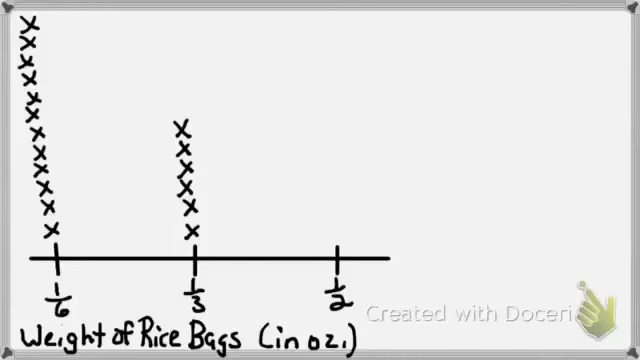 x x
x x
x x
x x
x x
x x
x
x
x
x
x
x
1/6 1/3 1/2
Created with Doceri
Weight of Rice Bags (in oz.)